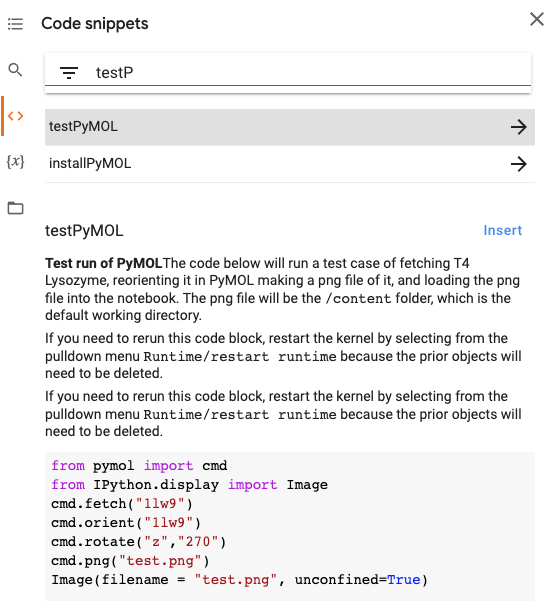 Code snippets
testP
testPyMOL
installPyMOL
{x}
testPyMOL Insert
Test run of PyMOLThe code below will run a test case of fetching T4
Lysozyme, reorienting it in PyMOL making a png file of it, and loading the png
file into the notebook. The png file will be the /content folder, which is the
default working directory.
If you need to rerun this code block, restart the kernel by selecting from the
pulldown menu Runtime/restart runtime because the prior objects will
need to be deleted.
If you need to rerun this code block, restart the kernel by selecting from the
pulldown menu Runtime/restart runtime because the prior objects will
need to be deleted.
from pymol import cmd
from IPython.display import Image
cmd.fetch("1lw9")
cmd.orient("1lw9")
cmd.rotate("z","270")
cmd.png("test.png")
Image(filename = "test.png", unconfined=True)